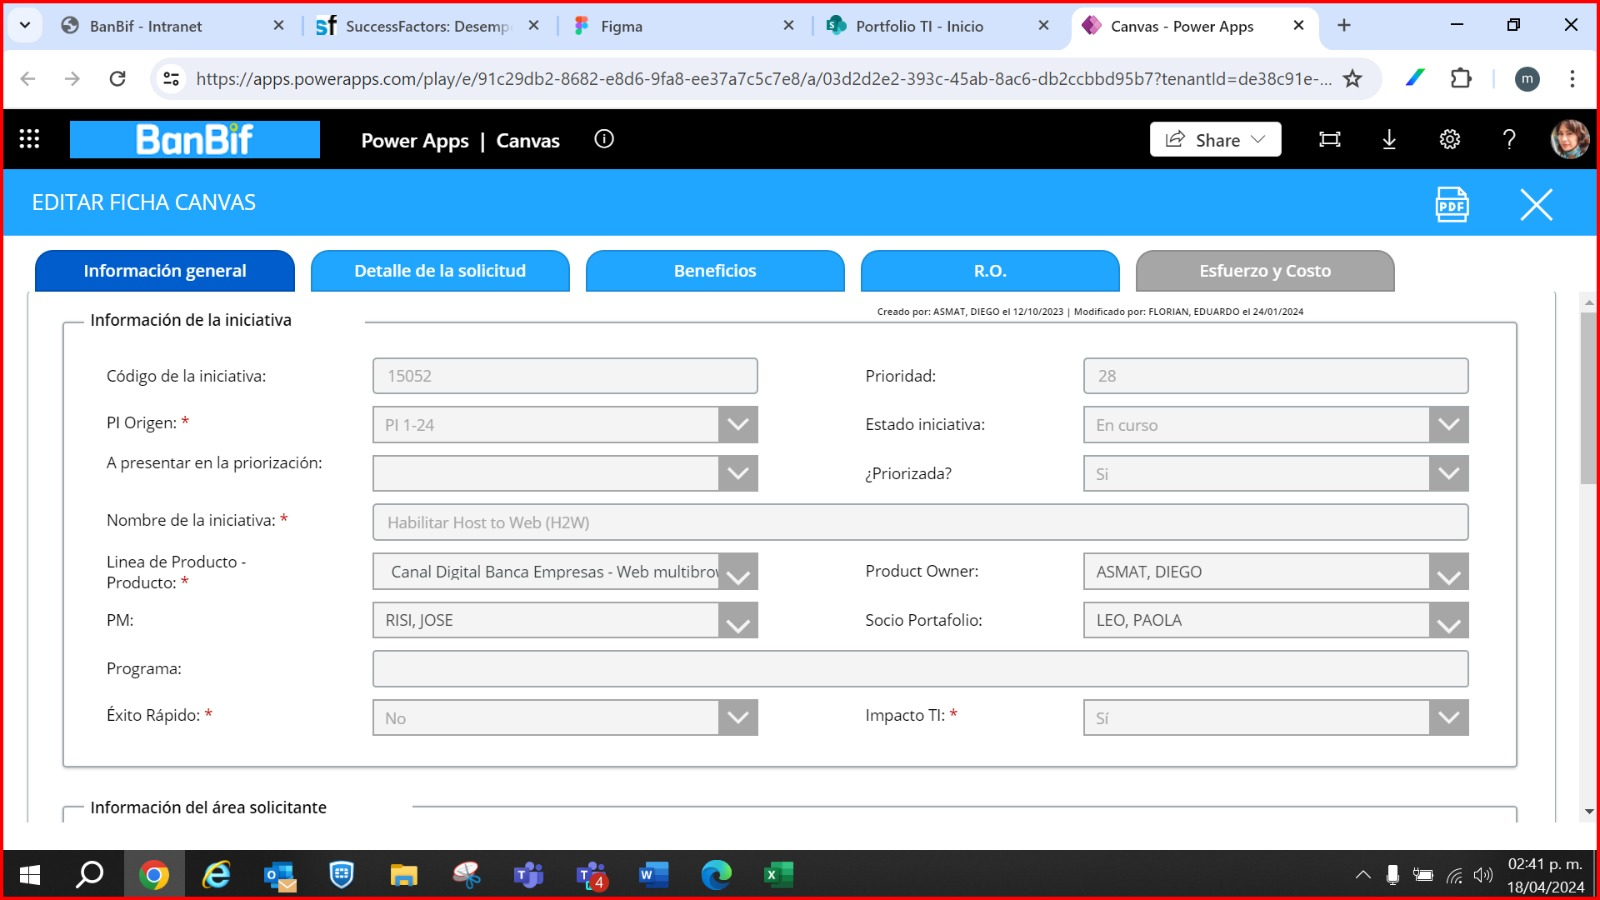 BanBif - Intranet
SuccessFactors: Desemp
Figma
Portfolio TI - Inicio
Canvas - Power Apps
https://apps.powerapps.com/play/e/91c29db2-8682-e8d6-9fa8-ee37a7c5c7e8/a/03d2d2e2-393c-45ab-8ac6-db2ccbbd95b7?tenantId=de38c91e-...
m
BanBif
Power Apps | Canvas
Share
EDITAR FICHA CANVAS
PDF
Información general
Detalle de la solicitud
Beneficios
R.O.
Esfuerzo y Costo
Creado por: ASMAT, DIEGO el 12/10/2023 | Modificado por: FLORIAN, EDUARDO el 24/01/2024
Información de la iniciativa
Código de la iniciativa: 15052 Prioridad: 28
PI Origen: * PI 1-24 Estado iniciativa: En curso
A presentar en la priorización: ¿Priorizada? Si
Nombre de la iniciativa: * Habilitar Host to Web (H2W)
Linea de Producto -
Producto: * Canal Digital Banca Empresas - Web multibrow Product Owner: ASMAT, DIEGO
PM: RISI, JOSE Socio Portafolio: LEO, PAOLA
Programa:
Éxito Rápido: * No Impacto TI: * Sí
Información del área solicitante
4
02:41 p. m.
18/04/2024